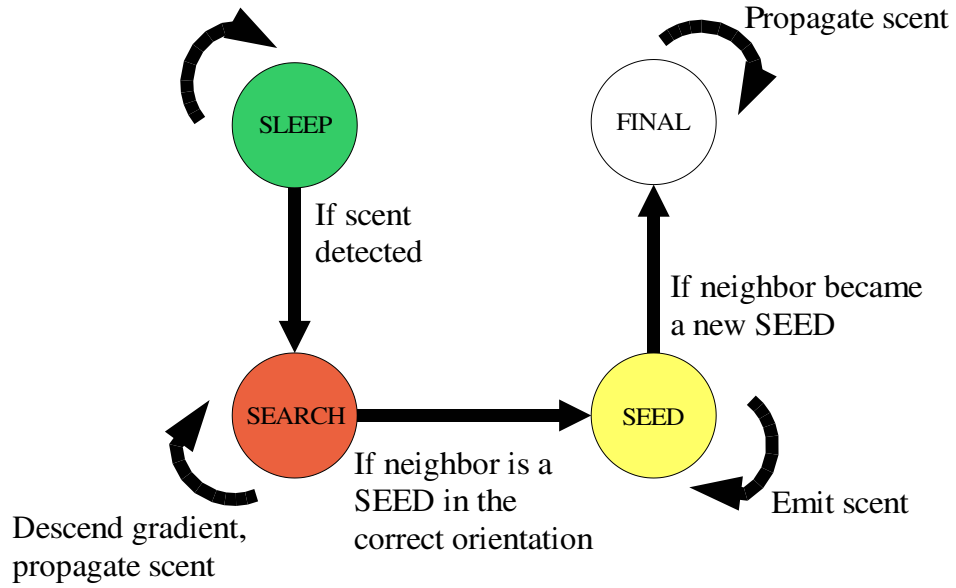 Propagate scent
SLEEP
FINAL
If scent
detected
If neighbor became
a new SEED
SEARCH
SEED
If neighbor is a
SEED in the
correct orientation
Emit scent
Descend gradient,
propagate scent